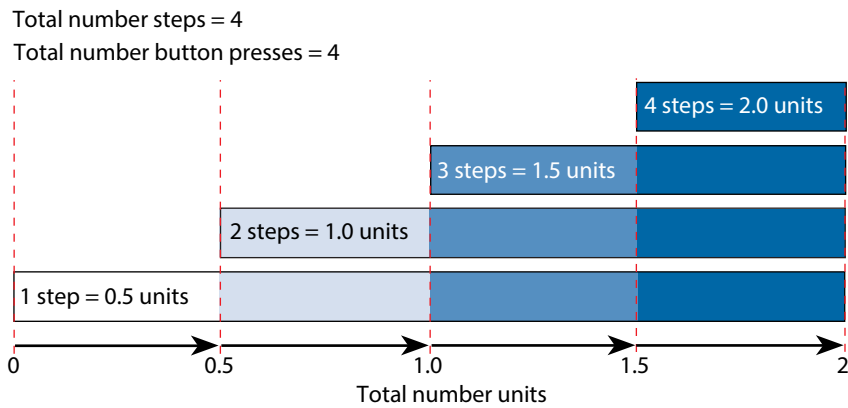 Total number steps = 4
Total number button presses = 4
4 steps = 2.0 units
3 steps = 1.5 units
2 steps = 1.0 units
1 step = 0.5 units
0 0.5 1.0 1.5 2
Total number units